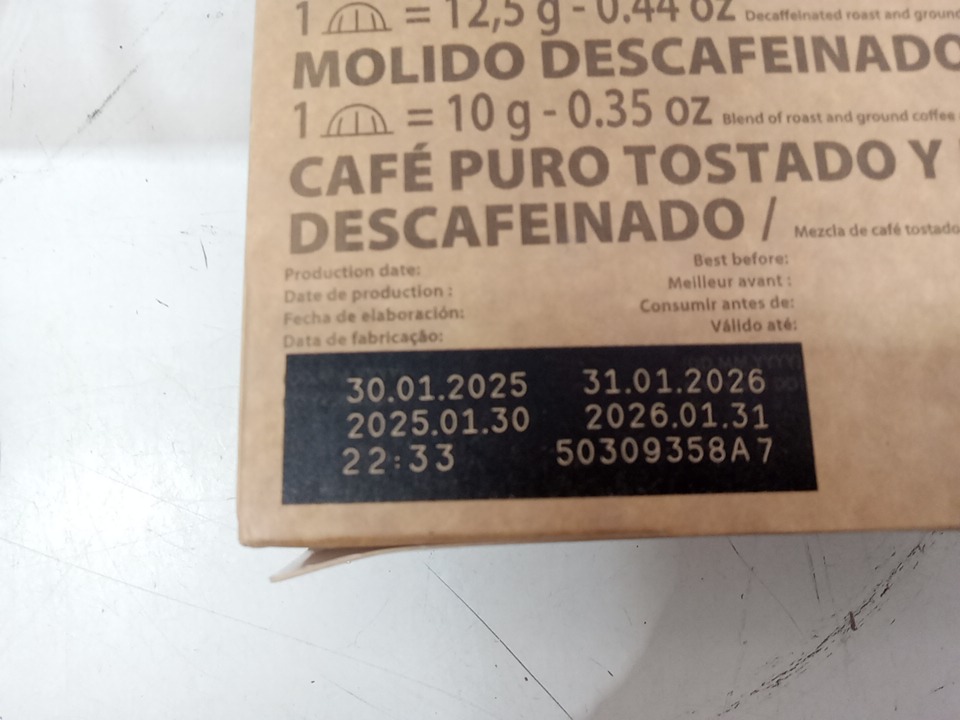 1 = 12,5 g - 0.44 oz Decaffeinated roast and ground
MOLIDO DESCAFEINADO
1 = 10 g - 0.35 oz Blend of roast and ground coffee
CAFÉ PURO TOSTADO Y
DESCAFEINADO / Mezcla de café tostado
Production date:
Date de production :
Fecha de elaboración:
Data de fabricação:
Best before:
Meilleur avant :
Consumir antes de:
Válido até:
30.01.2025 31.01.2026
2025.01.30 2026.01.31
22:33 50309358A7